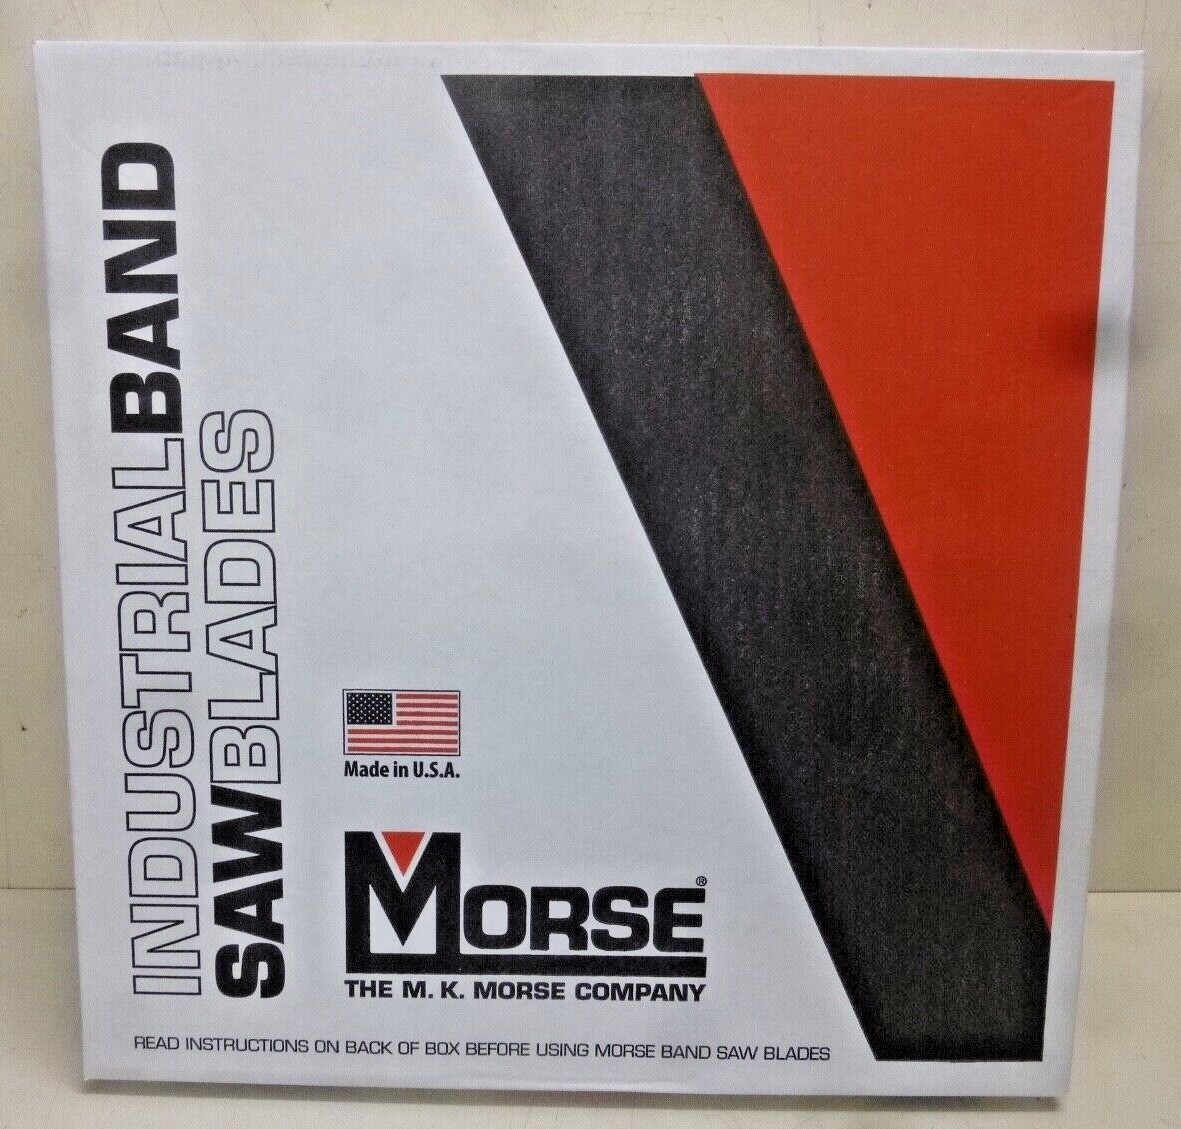 INDUSTRIALBAND
SAWBLADES
Made in U.S.A.
MORSE®
THE M. K. MORSE COMPANY
READ INSTRUCTIONS ON BACK OF BOX BEFORE USING MORSE BAND SAW BLADES